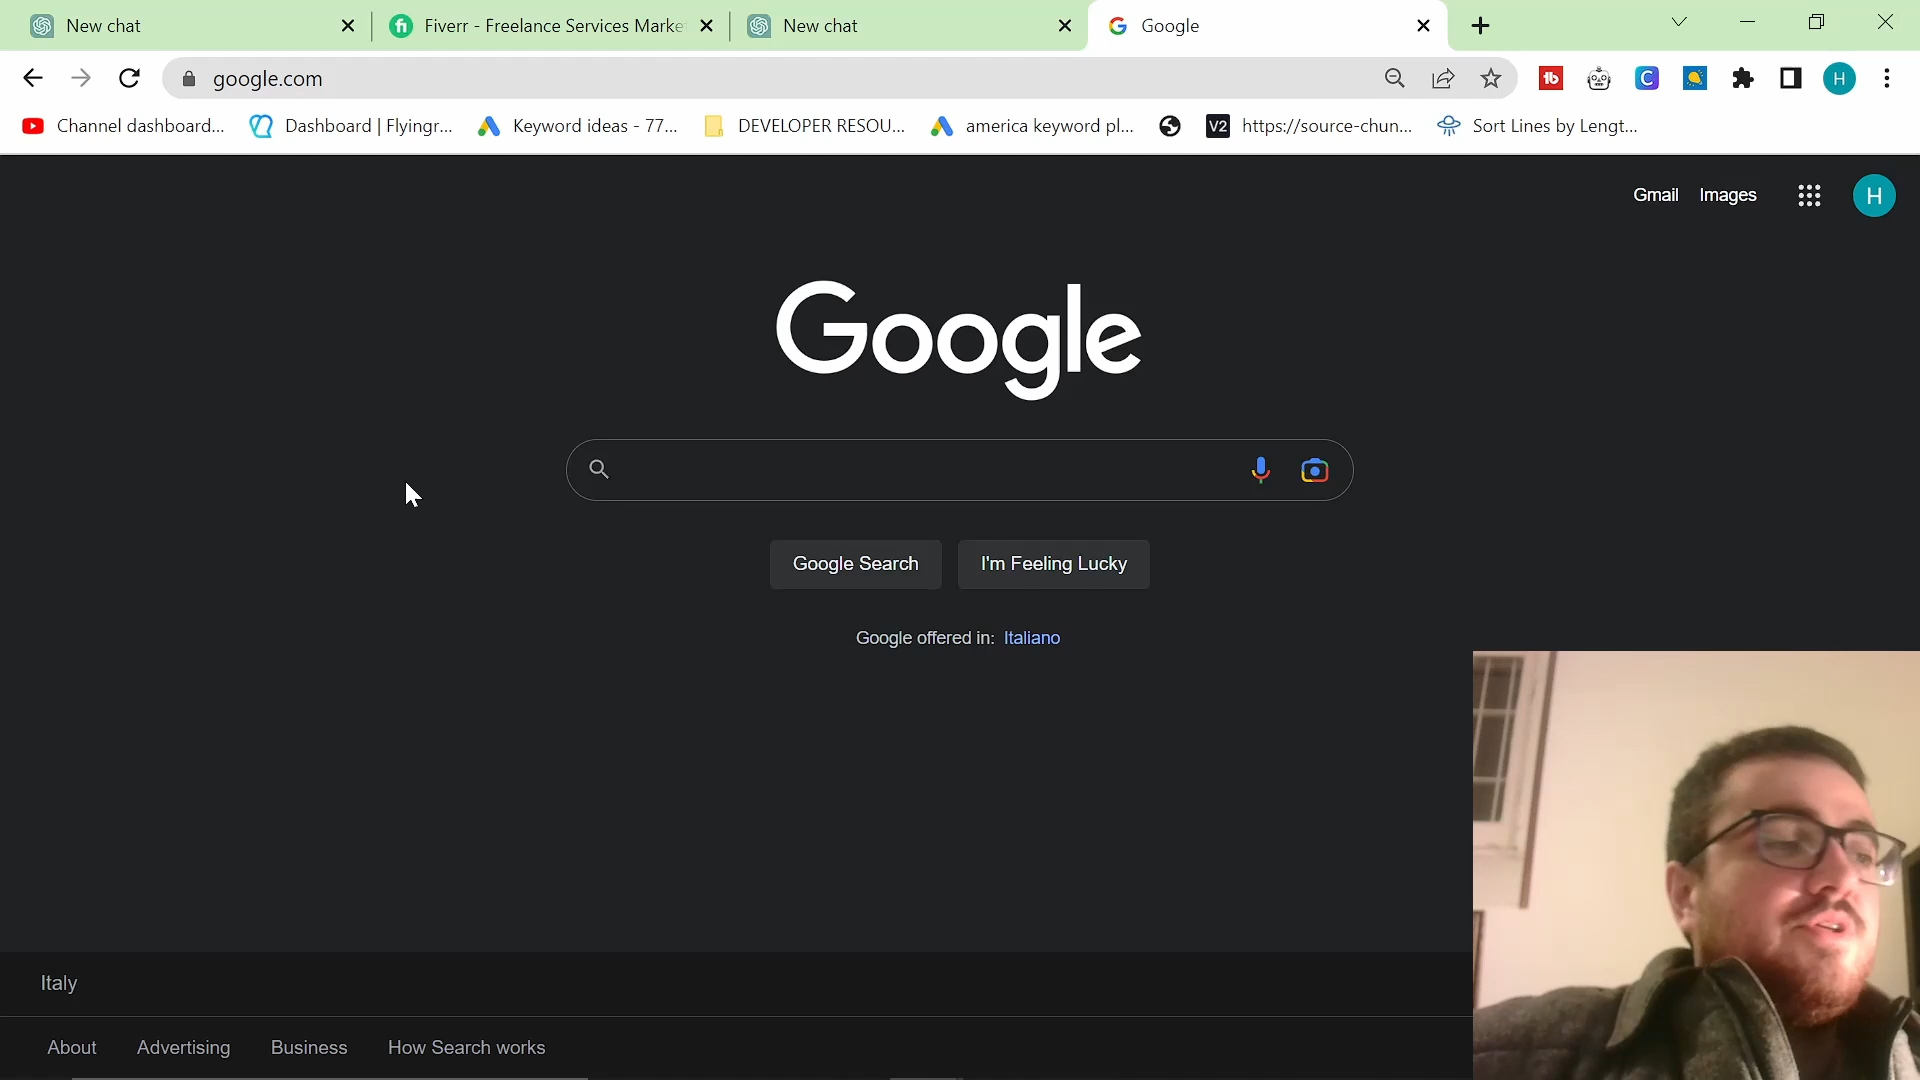 New chat
Fiverr - Freelance Services Marke
New chat
Google
google.com
Channel dashboard...
Dashboard | Flyingr...
Keyword ideas - 77...
DEVELOPER RESOU...
america keyword pl...
V2
https://source-chun...
Sort Lines by Lengt...
Gmail
Images
H
Google
Google Search
I'm Feeling Lucky
Google offered in: Italiano
Italy
About
Advertising
Business
How Search works